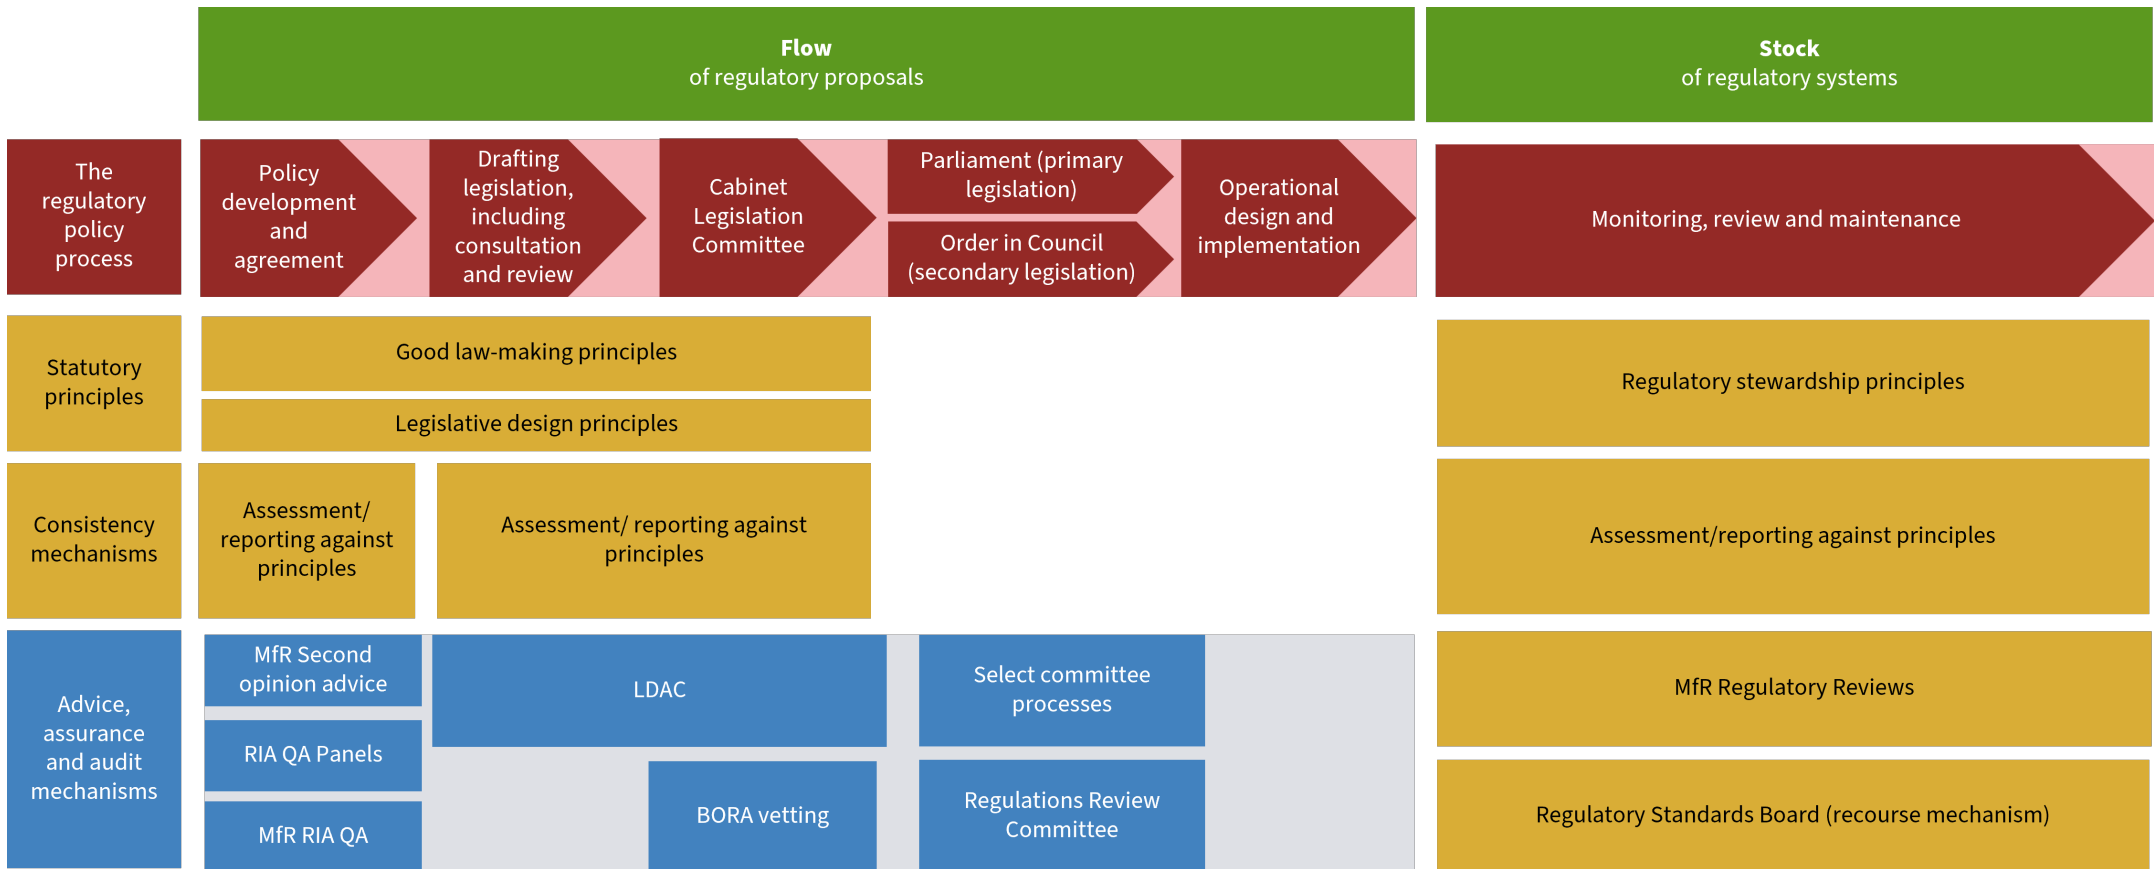 Flow
of regulatory proposals
Stock
of regulatory systems
The
regulatory
policy
process
Policy
development
and
agreement
Drafting
legislation,
including
consultation
and review
Cabinet
Legislation
Committee
Parliament (primary
legislation)
Order in Council
(secondary legislation)
Operational
design and
implementation
Monitoring, review and maintenance
Statutory
principles
Good law-making principles
Legislative design principles
Regulatory stewardship principles
Consistency
mechanisms
Assessment/
reporting against
principles
Assessment/ reporting against
principles
Assessment/reporting against principles
Advice,
assurance
and audit
mechanisms
MfR Second
opinion advice
RIA QA Panels
MfR RIA QA
LDAC
BORA vetting
Select committee
processes
Regulations Review
Committee
MfR Regulatory Reviews
Regulatory Standards Board (recourse mechanism)